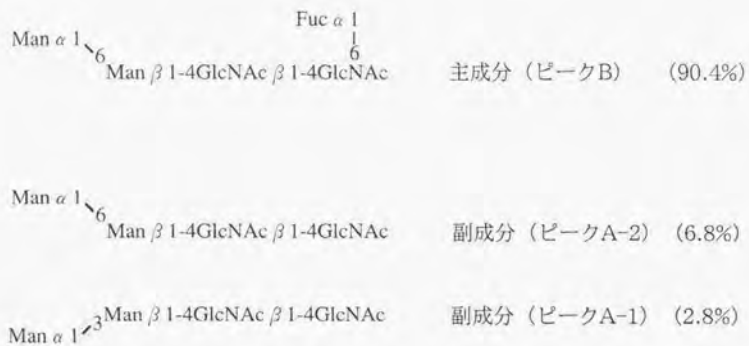 Fuc α 1
Man α 1
6
6
Man β 1-4GlcNAc β 1-4GlcNAc 主成分（ピークB） （90.4%）
Man α 1
6
Man β 1-4GlcNAc β 1-4GlcNAc 副成分（ピークA-2） （6.8%）
3 Man β 1-4GlcNAc β 1-4GlcNAc 副成分（ピークA-1） （2.8%）
Man α 1